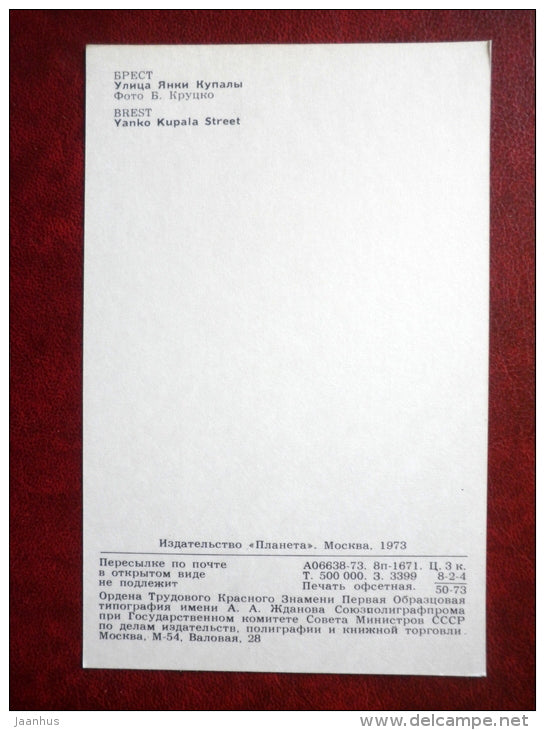 БРЕСТ
Улица Янки Купалы
Фото Б. Круцко
BREST
Yanko Kupala Street
Издательство «Планета». Москва. 1973
Пересылке по почте
в открытом виде
не подлежит
А06638-73. 8п-1671. Ц. 3 к.
Т. 500 000. З. 3399 8-2-4
Печать офсетная. 50-73
Ордена Трудового Красного Знамени Первая Образцовая
типография имени А. А. Жданова Союзполиграфпрома
при Государственном комитете Совета Министров СССР
по делам издательств, полиграфии и книжной торговли.
Москва, М-54, Валовая, 28
jaanhus
www.delcampe.net